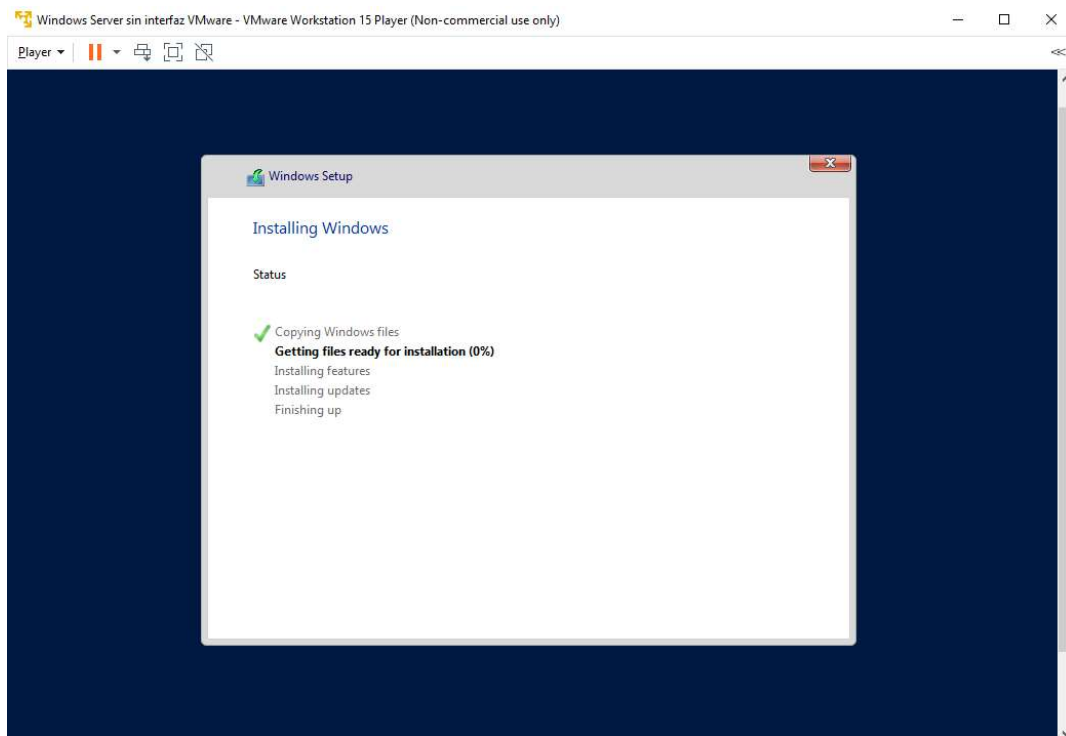 Windows Server sin interfaz VMware - VMware Workstation 15 Player (Non-commercial use only)
Player
Windows Setup
Installing Windows
Status
Copying Windows files
Getting files ready for installation (0%)
Installing features
Installing updates
Finishing up